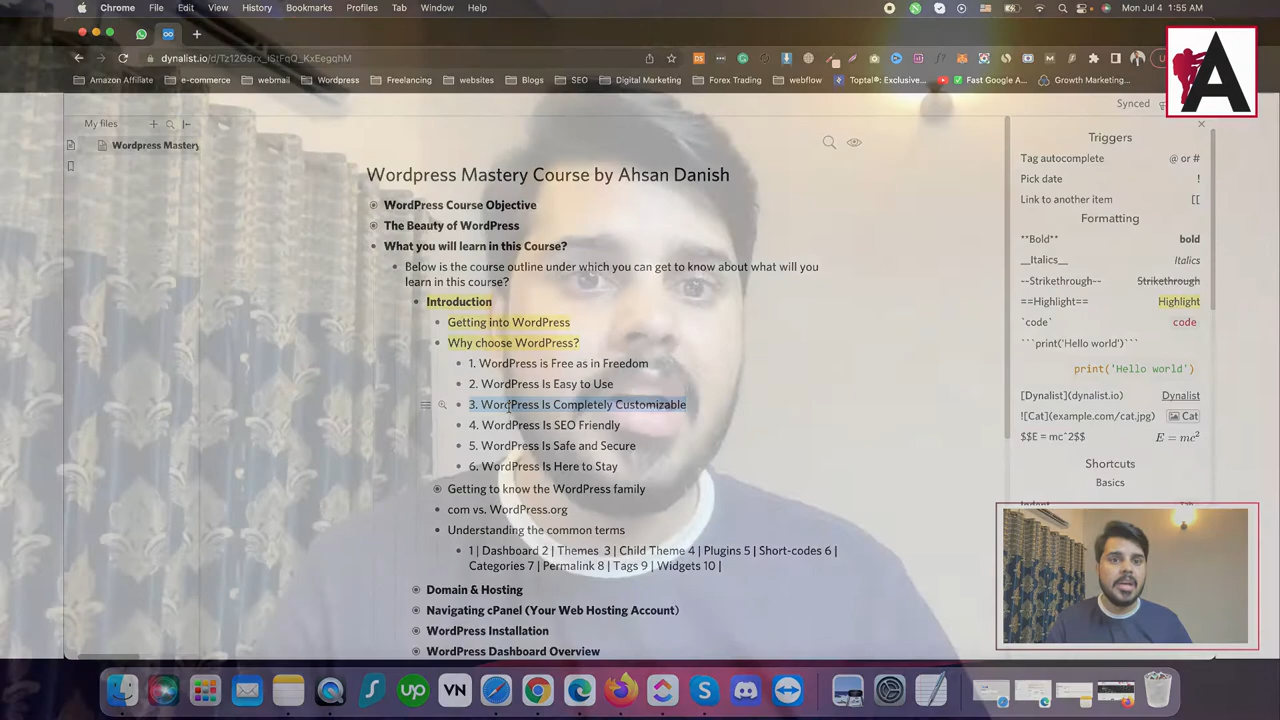 Chrome File Edit View History Bookmarks Profiles Tab Window Help
Mon Jul 4 1:55 AM
dynalist.io/d/Tz12G9rx_iStFqO_KxEegqhM
Amazon Affiliate e-commerce webmail Wordpress Freelancing websites Blogs SEO Digital Marketing Forex Trading webflow Toptal®: Exclusive... Fast Google A... Growth Marketing...
A
Synced
My files
Wordpress Mastery
Wordpress Mastery Course by Ahsan Danish
WordPress Course Objective
The Beauty of WordPress
What you will learn in this Course?
Below is the course outline under which you can get to know about what will you
learn in this course?
Introduction
Getting into WordPress
Why choose WordPress?
1. WordPress is Free as in Freedom
2. WordPress Is Easy to Use
3. WordPress Is Completely Customizable
4. WordPress Is SEO Friendly
5. WordPress Is Safe and Secure
6. WordPress Is Here to Stay
Getting to know the WordPress family
com vs. WordPress.org
Understanding the common terms
1 | Dashboard 2 | Themes 3 | Child Theme 4 | Plugins 5 | Short-codes 6 |
Categories 7 | Permalink 8 | Tags 9 | Widgets 10 |
Domain & Hosting
Navigating cPanel (Your Web Hosting Account)
WordPress Installation
WordPress Dashboard Overview
Triggers
Tag autocomplete @ or #
Pick date !
Link to another item [[
Formatting
**Bold** bold
__Italics__ Italics
~~Strikethrough~~ Strikethrough
==Highlight== Highlight
`code` code
```print('Hello world')```
print('Hello world')
[Dynalist](dynalist.io) Dynalist
![Cat](example.com/cat.jpg) Cat
$$E = mc^2$$ E = mc²
Shortcuts
Basics
up VN S